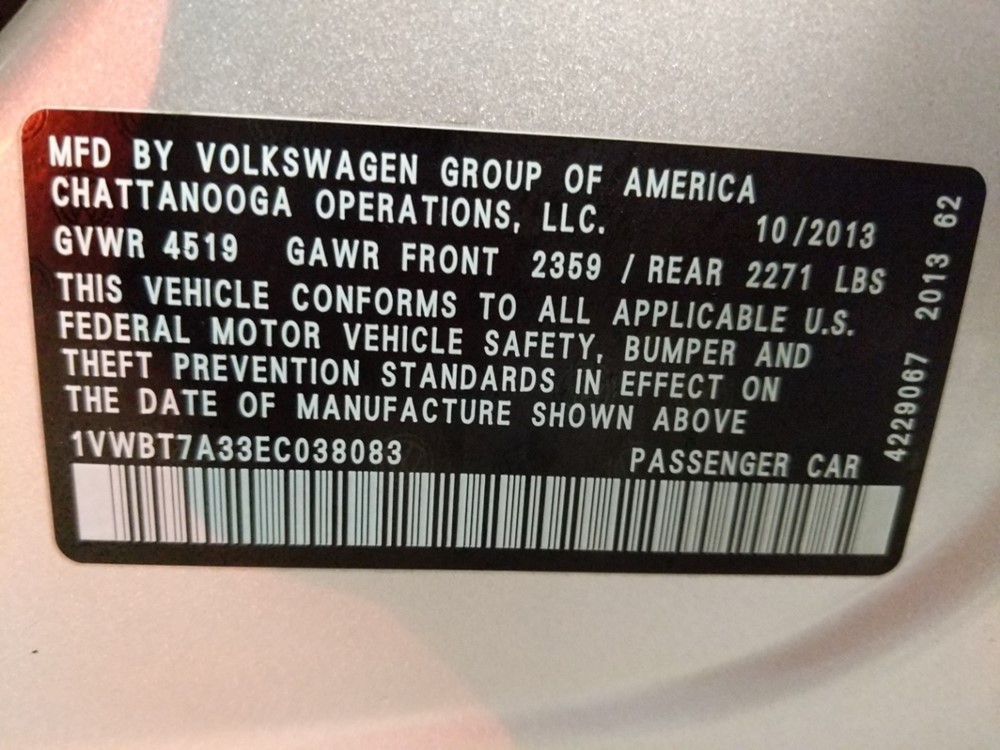 MFD BY VOLKSWAGEN GROUP OF AMERICA
CHATTANOOGA OPERATIONS, LLC.
10/2013
GVWR 4519 GAWR FRONT 2359 / REAR 2271 LBS
THIS VEHICLE CONFORMS TO ALL APPLICABLE U.S.
FEDERAL MOTOR VEHICLE SAFETY, BUMPER AND
THEFT PREVENTION STANDARDS IN EFFECT ON
THE DATE OF MANUFACTURE SHOWN ABOVE
1VWBT7A33EC038083 PASSENGER CAR
4229067 2013 62